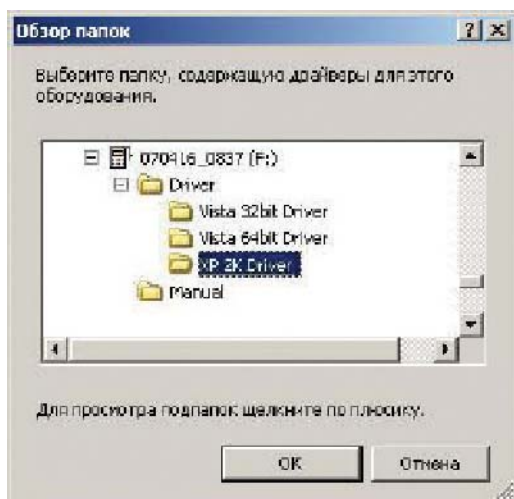 Обзор папок
Выберите папку, содержащую драйверы для этого
оборудования.
070416_0837 (F:)
Driver
Vista 32bit Driver
Vista 64bit Driver
XP 2K Driver
Manual
Для просмотра подпапок щелкните по плюсику.
OK
Отмена